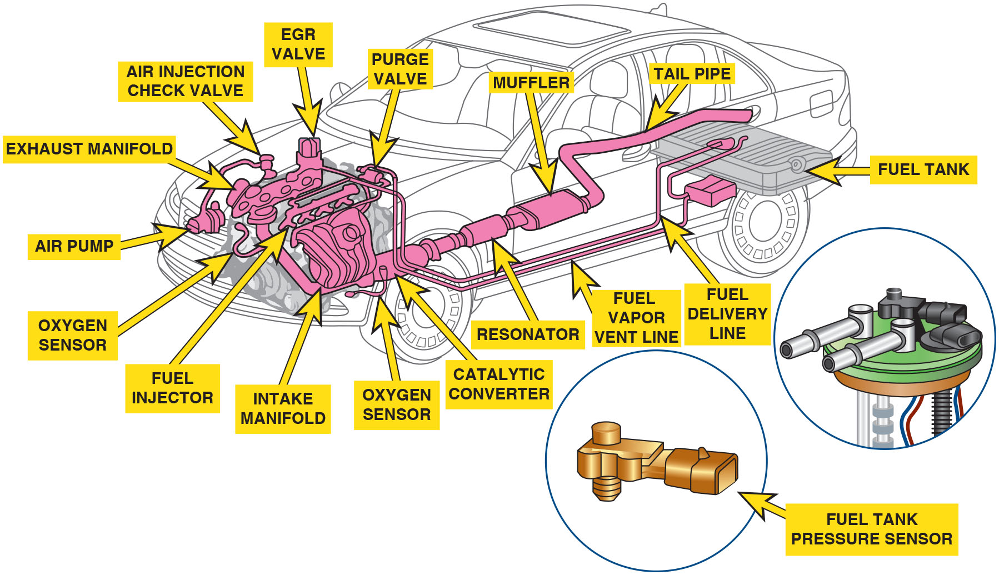 EGR
VALVE
PURGE
VALVE
AIR INJECTION
CHECK VALVE
MUFFLER
TAIL PIPE
EXHAUST MANIFOLD
FUEL TANK
AIR PUMP
OXYGEN
SENSOR
FUEL
INJECTOR
INTAKE
MANIFOLD
OXYGEN
SENSOR
CATALYTIC
CONVERTER
RESONATOR
FUEL
VAPOR
VENT LINE
FUEL
DELIVERY
LINE
FUEL TANK
PRESSURE SENSOR